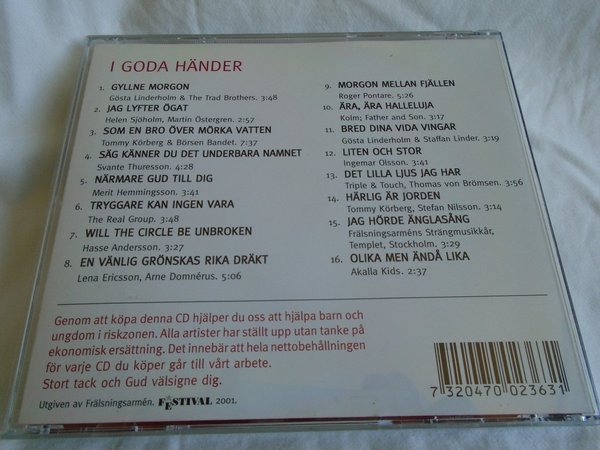 I GODA HÄNDER
1. GYLLNE MORGON
Gösta Linderholm & The Trad Brothers. 3:48
2. JAG LYFTER ÖGAT
Helen Sjöholm, Martin Östergren. 2:57
3. SOM EN BRO ÖVER MÖRKA VATTEN
Tommy Körberg & Börsen Bandet. 7:37
4. SÄG KÄNNER DU DET UNDERBARA NAMNET
Svante Thuresson. 4:28
5. NÄRMARE GUD TILL DIG
Merit Hemmingsson. 3:41
6. TRYGGARE KAN INGEN VARA
The Real Group. 3:48
7. WILL THE CIRCLE BE UNBROKEN
Hasse Andersson. 3:41
8. EN VÄNLIG GRÖNSKAS RIKA DRÄKT
Lena Ericsson, Arne Domnérus. 5:06
9. MORGON MELLAN FJÄLLEN
Roger Pontare. 5:26
10. ÄRA, ÄRA HALLELUJA
Koim; Father and Son. 3:17
11. BRED DINA VIDA VINGAR
Gösta Linderholm & Staffan Linder. 3:20
12. LITEN OCH STOR
Ingemar Olsson. 3:41
13. DET LILLA LJUS JAG HAR
Triple & Touch, Thomas von Brömsen. 3:56
14. HÄRLIG ÄR JORDEN
Tommy Körberg, Stefan Nilsson. 3:14
15. JAG HÖRDE ÄNGLASÅNG
Frälsningsarméns Strängmusikkår,
Templet, Stockholm. 3:29
16. OLIKA MEN ÄNDÅ LIKA
Akalla Kids. 2:37
Genom att köpa denna CD hjälper du oss att hjälpa barn och
ungdom i riskzonen. Alla artister har ställt upp utan tanke på
ekonomisk ersättning. Det innebär att hela nettobehållningen
för varje CD du köper går till vårt arbete.
Stort tack och Gud välsigne dig.
Utgiven av Frälsningsarmén. FESTIVAL 2001.
7 320470 023631